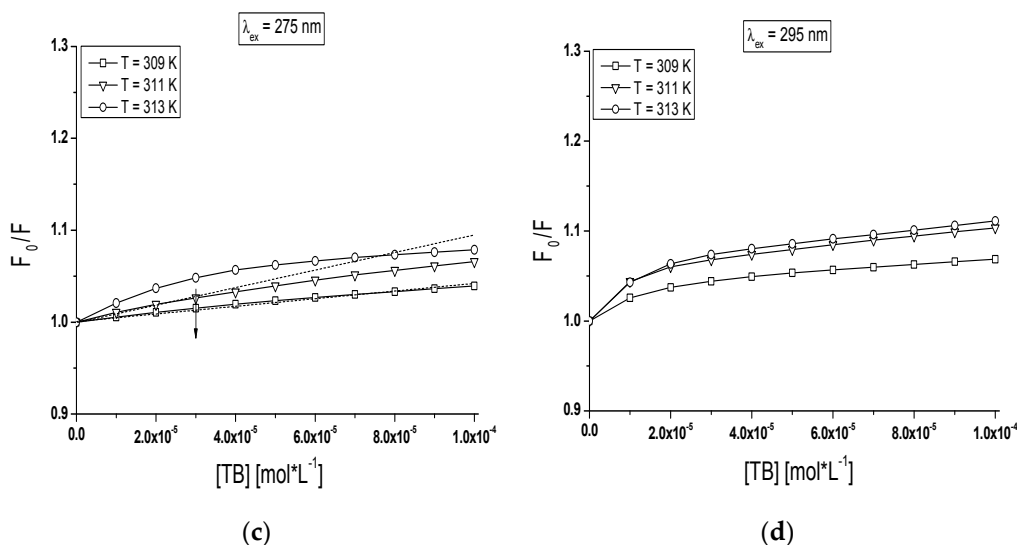 λex = 275 nm
1.3
1.2
1.1
1.0
0.9
F0/F
T = 309 K
T = 311 K
T = 313 K
0.0 2.0x10-5 4.0x10-5 6.0x10-5 8.0x10-5 1.0x10-4
[TB] [mol*L-1]
(c)
λex = 295 nm
1.3
1.2
1.1
1.0
0.9
F0/F
T = 309 K
T = 311 K
T = 313 K
0.0 2.0x10-5 4.0x10-5 6.0x10-5 8.0x10-5 1.0x10-4
[TB] [mol*L-1]
(d)